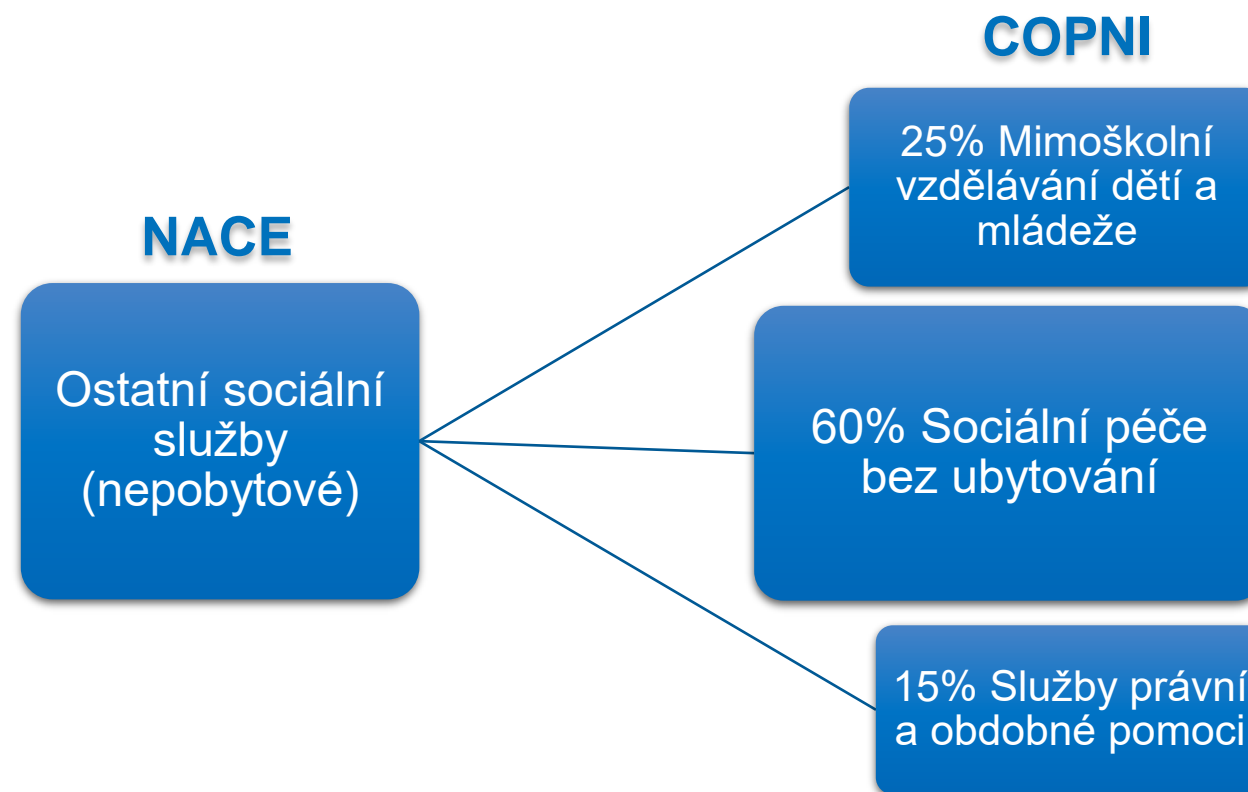 COPNI
25% Mimoškolní
vzdělávání dětí a
mládeže
NACE
Ostatní sociální
služby
(nepobytové)
60% Sociální péče
bez ubytování
15% Služby právní
a obdobné pomoci